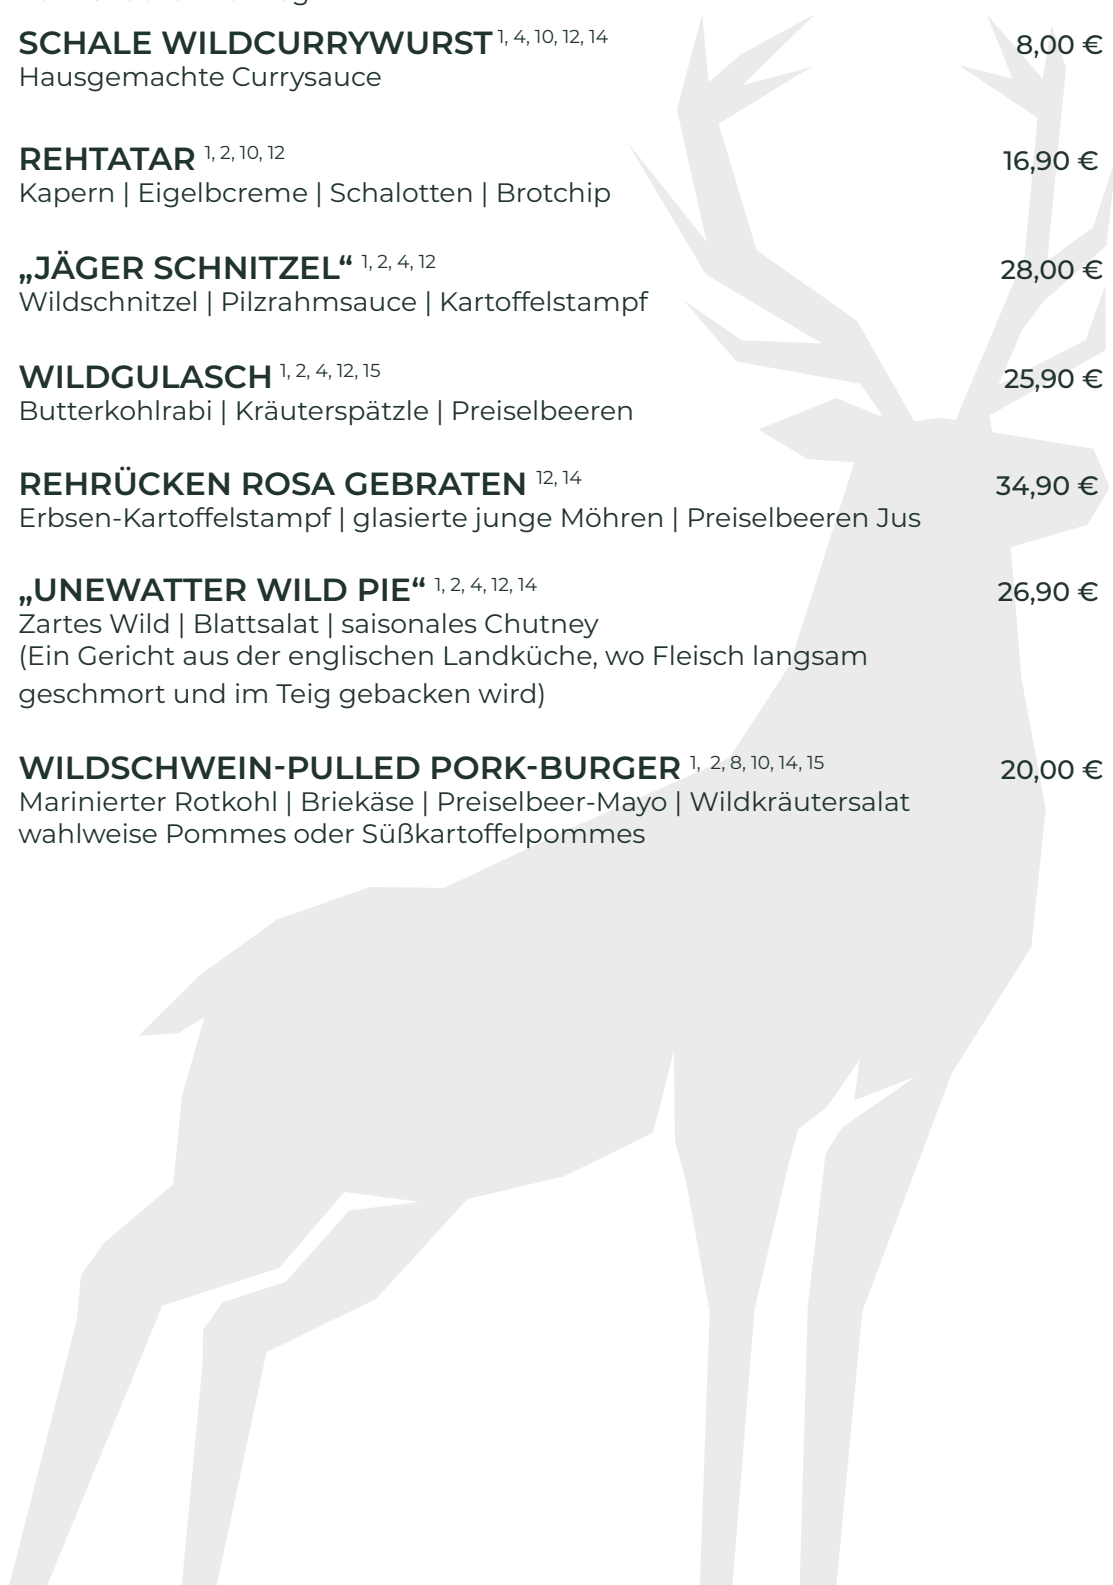 SCHALE WILDCURRYWURST 1, 4, 10, 12, 14 8,00 €
Hausgemachte Currysauce
REHTATAR 1, 2, 10, 12 16,90 €
Kapern | Eigelbcreme | Schalotten | Brotchip
„JÄGER SCHNITZEL“ 1, 2, 4, 12 28,00 €
Wildschnitzel | Pilzrahmsauce | Kartoffelstampf
WILDGULASCH 1, 2, 4, 12, 15 25,90 €
Butterkohlrabi | Kräuterspätzle | Preiselbeeren
REHRÜCKEN ROSA GEBRATEN 12, 14 34,90 €
Erbsen-Kartoffelstampf | glasierte junge Möhren | Preiselbeeren Jus
„UNEWATTER WILD PIE“ 1, 2, 4, 12, 14 26,90 €
Zartes Wild | Blattsalat | saisonales Chutney
(Ein Gericht aus der englischen Landküche, wo Fleisch langsam
geschmort und im Teig gebacken wird)
WILDSCHWEIN-PULLED PORK-BURGER 1, 2, 8, 10, 14, 15 20,00 €
Marinierter Rotkohl | Briekäse | Preiselbeer-Mayo | Wildkräutersalat
wahlweise Pommes oder Süßkartoffelpommes